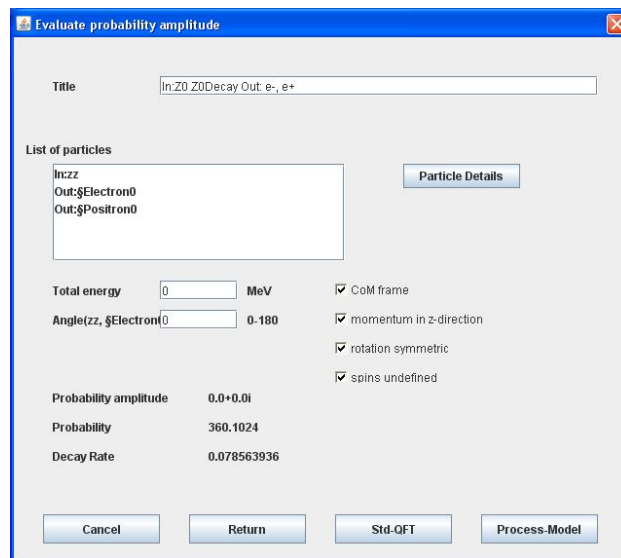 Evaluate probability amplitude
Title In:Z0 Z0Decay Out: e-, e+
List of particles
In:zz
Out:§Electron0
Out:§Positron0
Particle Details
Total energy 0 MeV CoM frame
Angle(zz, §Electron0 0 0-180 momentum in z-direction
rotation symmetric
spins undefined
Probability amplitude 0.0+0.0i
Probability 360.1024
Decay Rate 0.078563936
Cancel Return Std-QFT Process-Model